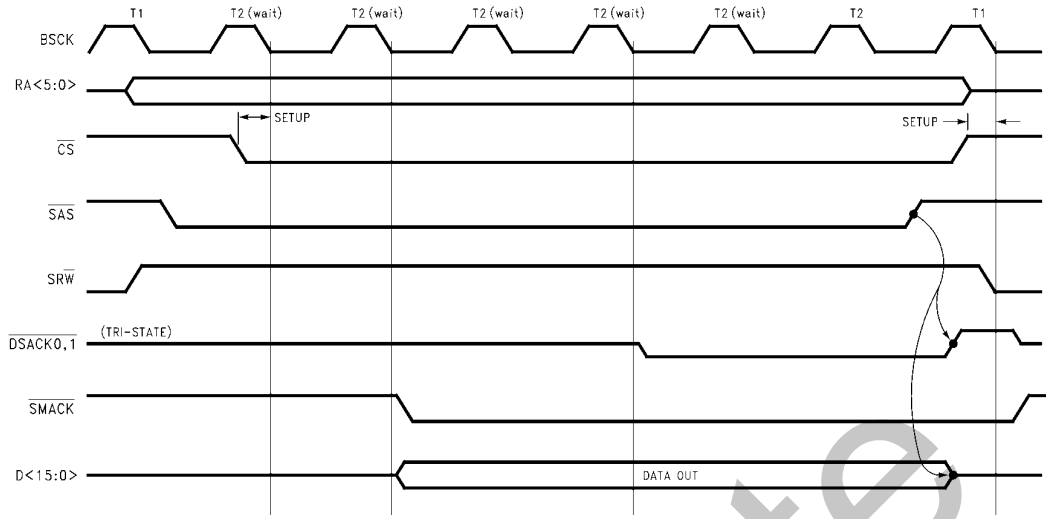 T1 T2 (wait) T2 (wait) T2 (wait) T2 (wait) T2 (wait) T2 T1
BSCK
RA<5:0>
SETUP SETUP
CS
SAS
SRW
(TRI-STATE)
DSACK0,1
SMACK
D<15:0> DATA OUT